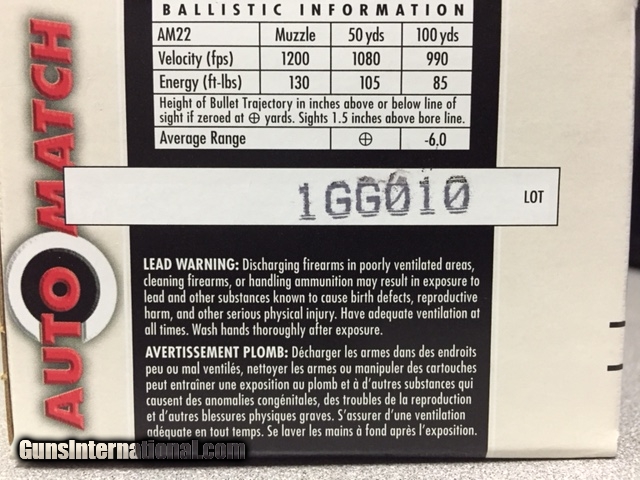 BALLISTIC INFORMATION
AM22 Muzzle 50 yds 100 yds
Velocity (fps) 1200 1080 990
Energy (ft-lbs) 130 105 85
Height of Bullet Trajectory in inches above or below line of
sight if zeroed at ⊕ yards. Sights 1.5 inches above bore line.
Average Range ⊕ -6.0
AUTO MATCH
1GG010 LOT
LEAD WARNING: Discharging firearms in poorly ventilated areas,
cleaning firearms, or handling ammunition may result in exposure to
lead and other substances known to cause birth defects, reproductive
harm, and other serious physical injury. Have adequate ventilation at
all times. Wash hands thoroughly after exposure.
AVERTISSEMENT PLOMB: Décharger les armes dans des endroits
peu ou mal ventilés, nettoyer les armes ou manipuler des cartouches
peut entraîner une exposition au plomb et à d'autres substances qui
causent des anomalies congénitales, des troubles de la reproduction
et d'autres blessures physiques graves. S'assurer d'une ventilation
adéquate en tout temps. Se laver les mains à fond après l'exposition.
GunsInternational.com